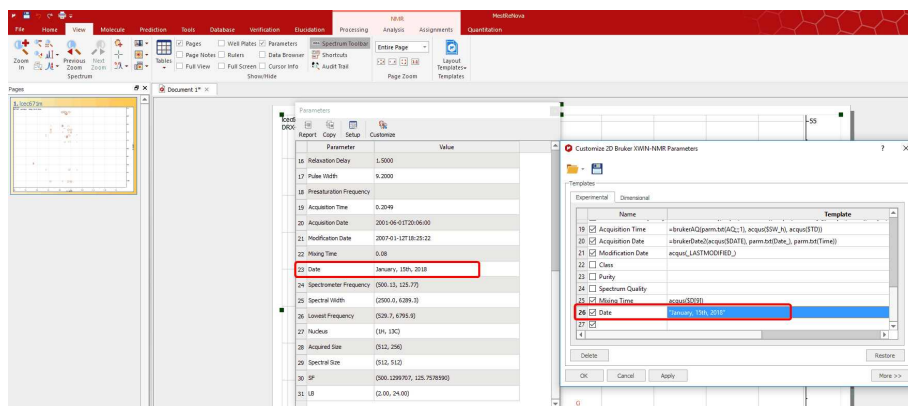 NMR
MestReNova
File Home View Molecule Prediction Tools Database Verification Elucidation Processing Analysis Assignments Quantitation
Pages Well Plates Parameters Spectrum Toolbar Entire Page
Page Notes Rulers Data Browser Shortcuts
Full View Full Screen Cursor Info Audit Trail
Zoom In Previous Zoom Next Zoom Tables Layout Templates
Spectrum Show/Hide Page Zoom Templates
Pages Document 1*
-55
Parameters
Report Copy Setup Customize
Parameter Value
16 Relaxation Delay 1.5000
17 Pulse Width 9.2000
18 Presaturation Frequency
19 Acquisition Time 0.2049
20 Acquisition Date 2001-06-01T20:06:00
21 Modification Date 2007-01-12T18:25:22
22 Mixing Time 0.08
23 Date January, 15th, 2018
24 Spectrometer Frequency (500.13, 125.77)
25 Spectral Width (2500.0, 6289.3)
26 Lowest Frequency (529.7, 6795.9)
27 Nucleus (1H, 13C)
28 Acquired Size (512, 256)
29 Spectral Size (512, 512)
30 SF (500.1299707, 125.7578590)
31 LB (2.00, 24.00)
Customize 2D Bruker XWIN-NMR Parameters ? X
Templates
Experimental Dimensional
Name Template
19 Acquisition Time =brukerAQ(parm.txt(AQ;;1), acqus($SW_h), acqus($TD))
20 Acquisition Date =brukerDate2(acqus($DATE), parm.txt(Date_), parm.txt(Time))
21 Modification Date acqus(_LASTMODIFIED_)
22 Class
23 Purity
24 Spectrum Quality
25 Mixing Time acqus($D[9])
26 Date "January, 15th, 2018"
27
Delete Restore
OK Cancel Apply More >>